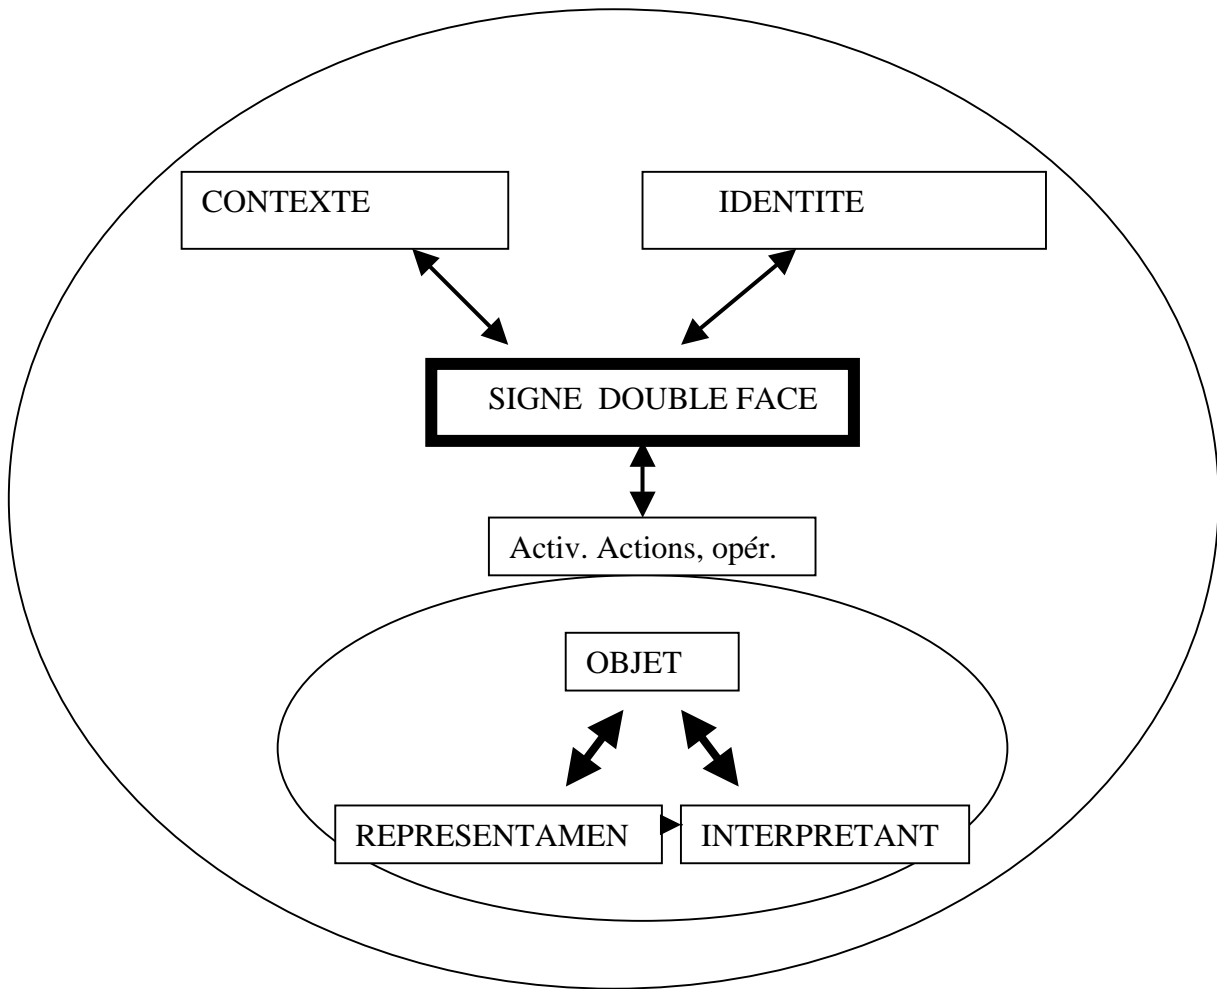 CONTEXTE
IDENTITE
SIGNE DOUBLE FACE
Activ. Actions, opér.
OBJET
REPRESENTAMEN
INTERPRETANT